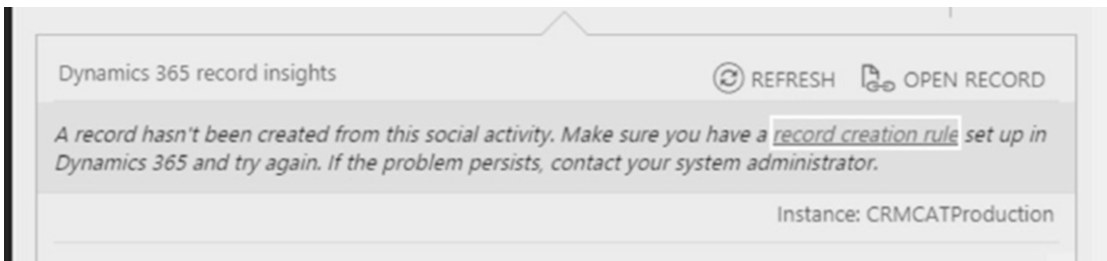 Dynamics 365 record insights REFRESH OPEN RECORD
A record hasn't been created from this social activity. Make sure you have a record creation rule set up in
Dynamics 365 and try again. If the problem persists, contact your system administrator.
Instance: CRMCATProduction